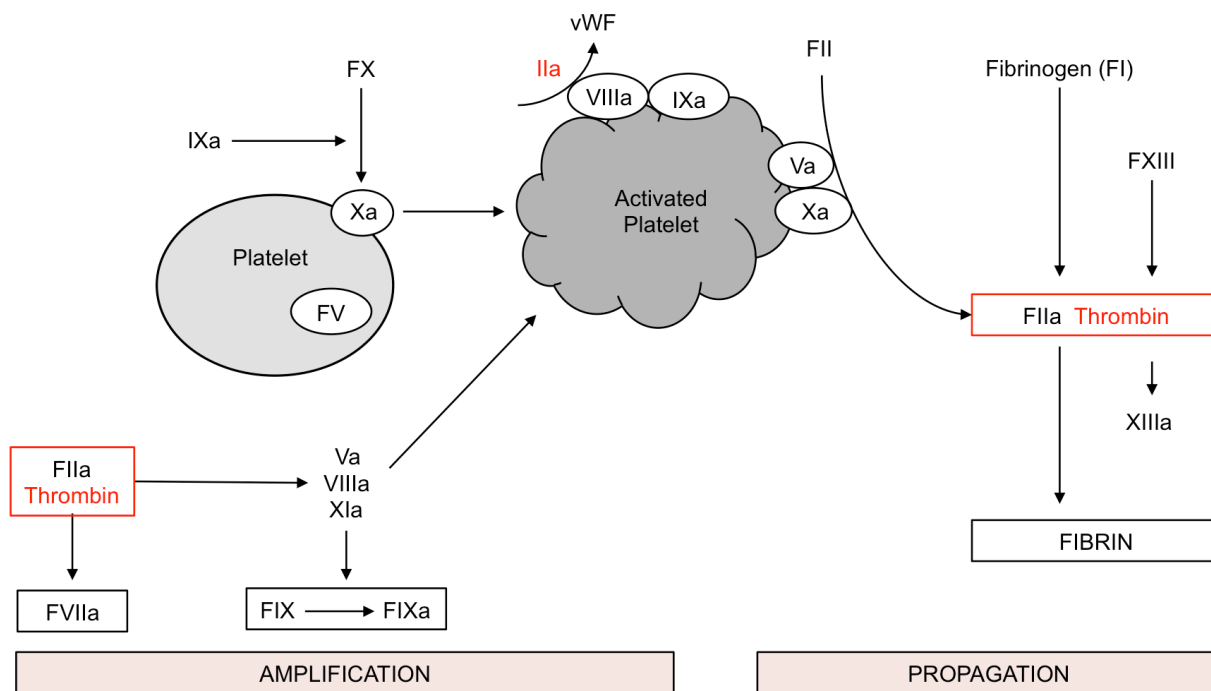 vWF
FII
IIa
FX
Fibrinogen (FI)
VIIIa
IXa
IXa
Va
FXIII
Xa
Activated
Platelet
Xa
Platelet
FV
FIIa Thrombin
XIIIa
FIIa
Thrombin
Va
VIIIa
XIa
FIBRIN
FVIIa
FIX
FIXa
AMPLIFICATION
PROPAGATION